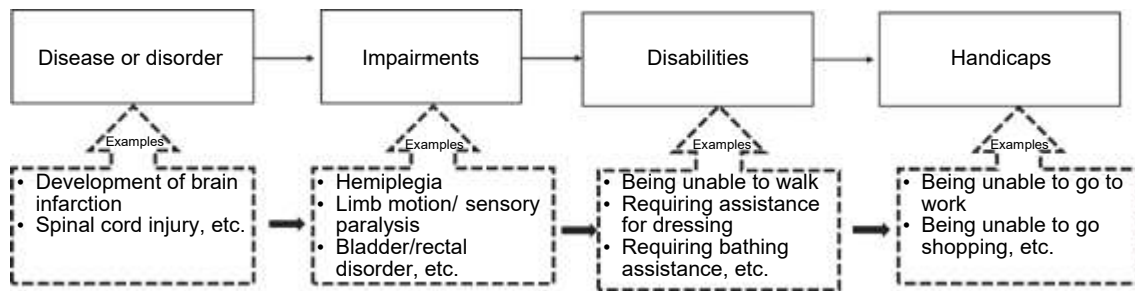 Disease or disorder
Impairments
Disabilities
Handicaps
Examples
Examples
Examples
Examples
• Development of brain
infarction
• Spinal cord injury, etc.
• Hemiplegia
• Limb motion/ sensory
paralysis
• Bladder/rectal
disorder, etc.
• Being unable to walk
• Requiring assistance
for dressing
• Requiring bathing
assistance, etc.
• Being unable to go to
work
• Being unable to go
shopping, etc.